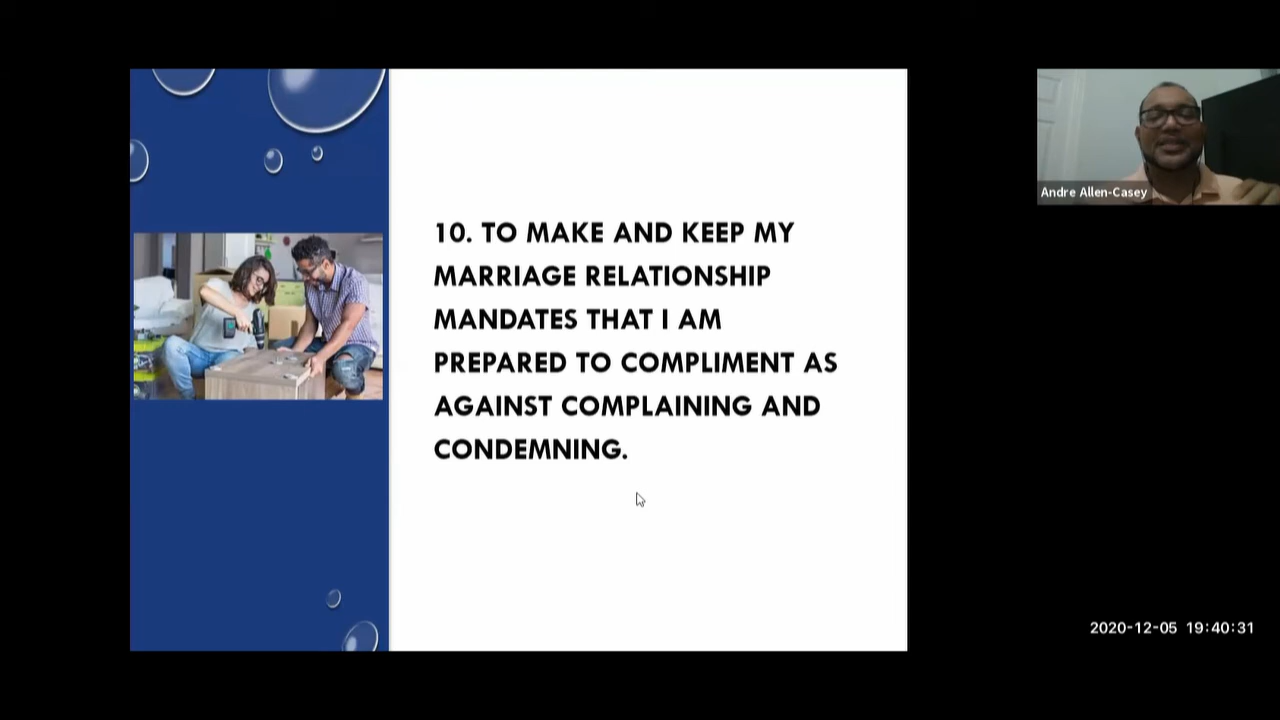 10. TO MAKE AND KEEP MY
MARRIAGE RELATIONSHIP
MANDATES THAT I AM
PREPARED TO COMPLIMENT AS
AGAINST COMPLAINING AND
CONDEMNING.
Andre Allen-Casey
2020-12-05 19:40:31